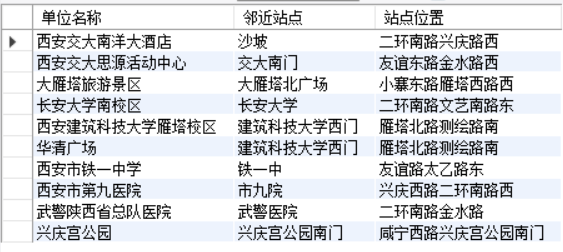 单位名称 邻近站点 站点位置
西安交大南洋大酒店 沙坡 二环南路兴庆路西
西安交大思源活动中心 交大南门 友谊东路金水路西
大雁塔旅游景区 大雁塔北广场 小寨东路雁塔西路西
长安大学南校区 长安大学 二环南路文艺南路东
西安建筑科技大学雁塔校区 建筑科技大学西门 雁塔北路测绘路南
华清广场 建筑科技大学西门 雁塔北路测绘路南
西安市铁一中学 铁一中 友谊路太乙路东
西安市第九医院 市九院 兴庆西路二环南路西
武警陕西省总队医院 武警医院 二环南路金水路
兴庆宫公园 兴庆宫公园南门 咸宁西路兴庆宫公园南门